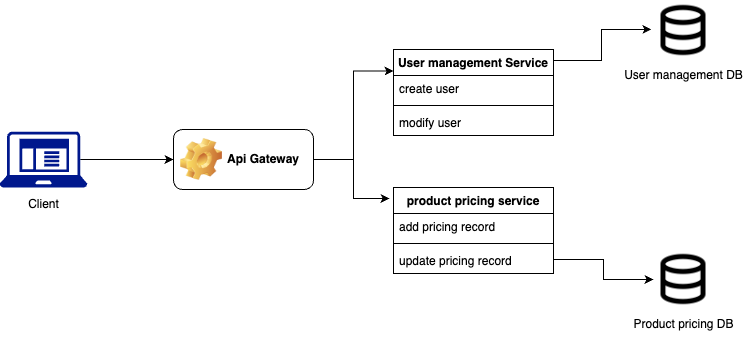 User management Service
create user
modify user
User management DB
Api Gateway
Client
product pricing service
add pricing record
update pricing record
Product pricing DB